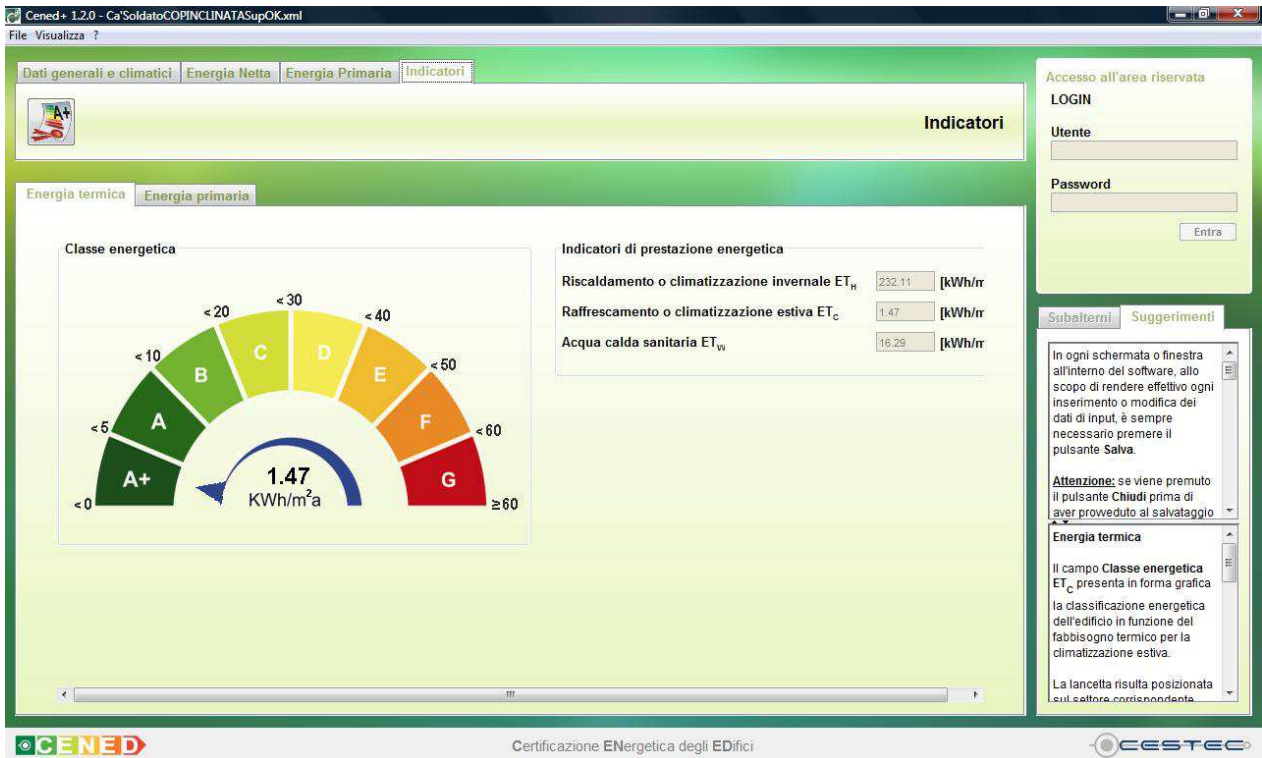 Cened+ 1.2.0 - Ca'SoldatoCOPINCLINATASupOK.xml
File Visualizza ?
Dati generali e climatici Energia Netta Energia Primaria Indicatori
A+
Indicatori
Energia termica Energia primaria
Classe energetica
<0
<5
<10
<20
<30
<40
<50
<60
≥60
A+
A
B
C
D
E
F
G
1.47
KWh/m²a
Indicatori di prestazione energetica
Riscaldamento o climatizzazione invernale ETH 232.11 [kWh/m
Raffrescamento o climatizzazione estiva ETC 1.47 [kWh/m
Acqua calda sanitaria ETW 16.29 [kWh/m
Accesso all'area riservata
LOGIN
Utente
Password
Entra
Subalterni Suggerimenti
In ogni schermata o finestra
all'interno del software, allo
scopo di rendere effettivo ogni
inserimento o modifica dei
dati di input, è sempre
necessario premere il
pulsante Salva.
Attenzione: se viene premuto
il pulsante Chiudi prima di
aver provveduto al salvataggio
Energia termica
Il campo Classe energetica
ETC presenta in forma grafica
la classificazione energetica
dell'edificio in funzione del
fabbisogno termico per la
climatizzazione estiva.
La lancetta risulta posizionata
sul settore corrispondente
CENED
Certificazione ENergetica degli EDifici
CESTEC